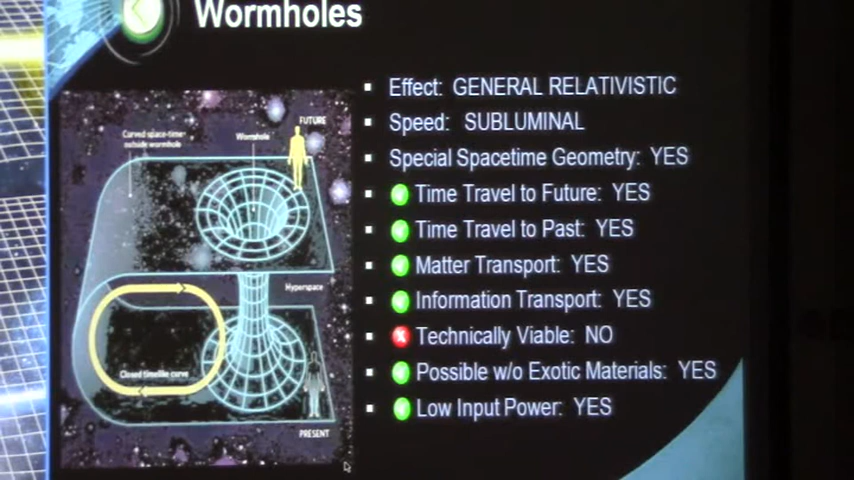 Wormholes
Effect: GENERAL RELATIVISTIC
Speed: SUBLUMINAL
Special Spacetime Geometry: YES
Time Travel to Future: YES
Time Travel to Past: YES
Matter Transport: YES
Information Transport: YES
Technically Viable: NO
Possible w/o Exotic Materials: YES
Low Input Power: YES
FUTURE
Curved space-time
outside wormhole
Wormhole
Hyperspace
Closed timelike curve
PRESENT